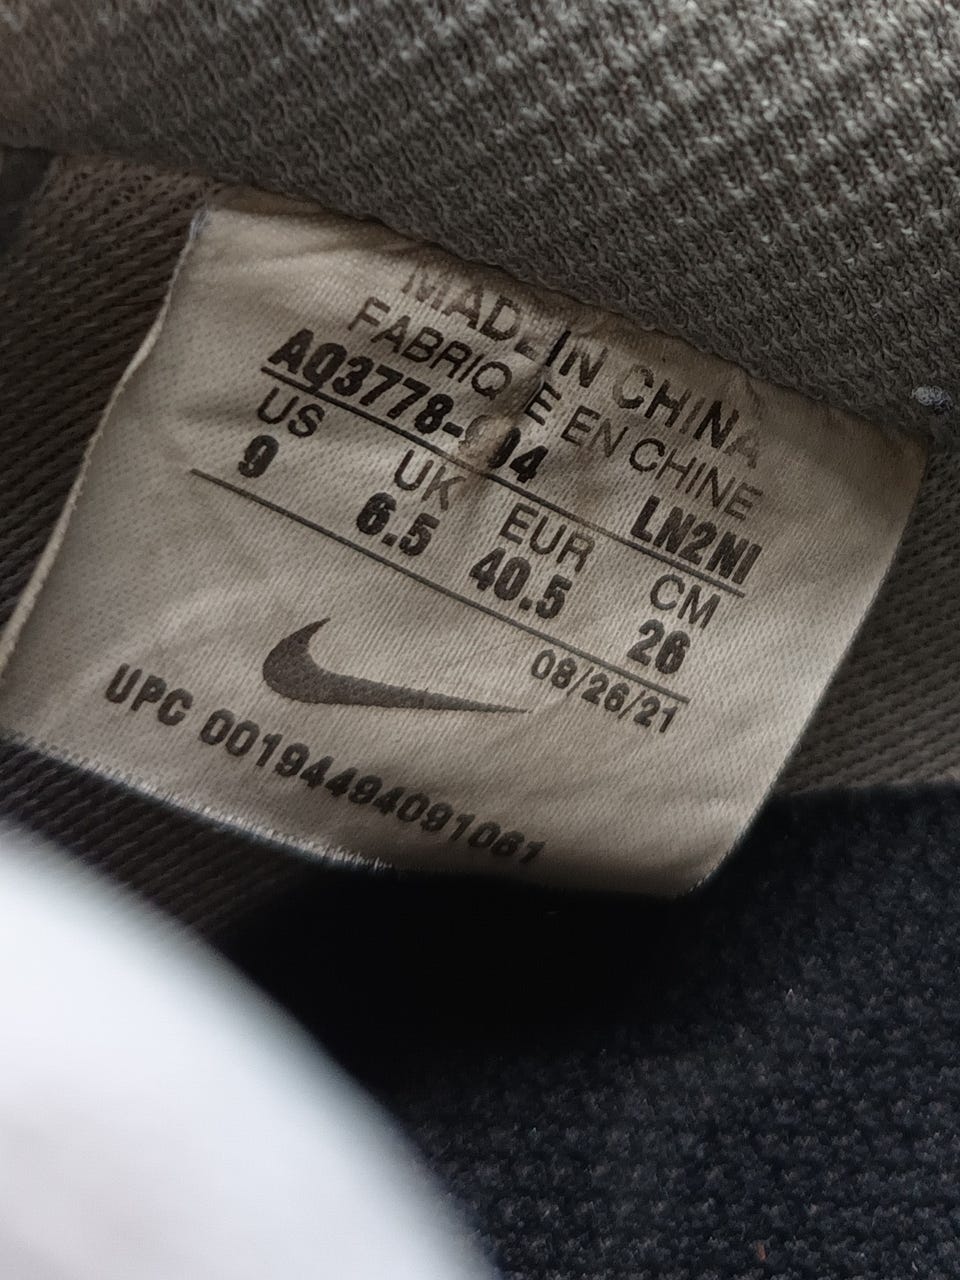 MADE IN CHINA
FABRIQUE EN CHINE
LN2NI
US UK EUR CM
9 6.5 40.5 26
08/26/21
UPC 00194494091061